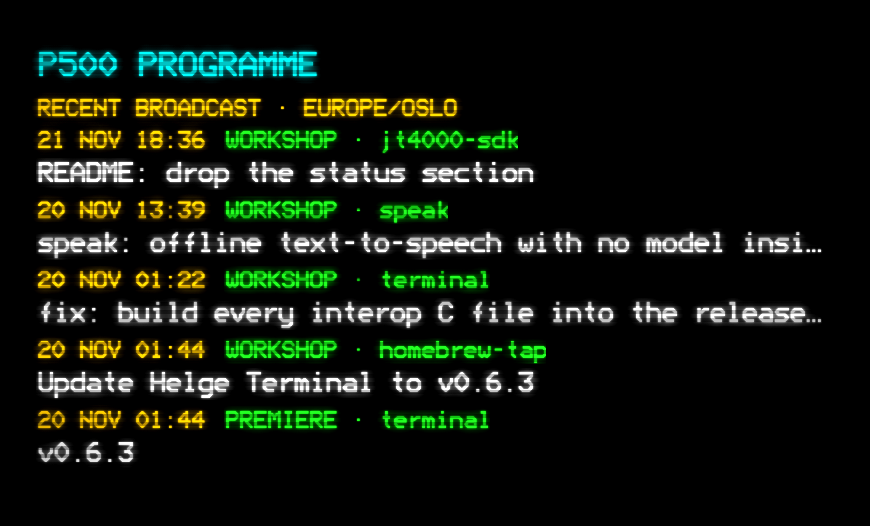 P500 PROGRAMME
RECENT BROADCAST · EUROPE/OSLO
21 NOV 18:36 WORKSHOP · jt4000-sdk
README: drop the status section
20 NOV 13:39 WORKSHOP · speak
speak: offline text-to-speech with no model insi…
20 NOV 01:22 WORKSHOP · terminal
fix: build every interop C file into the release…
20 NOV 01:44 WORKSHOP · homebrew-tap
Update Helge Terminal to v0.6.3
20 NOV 01:44 PREMIERE · terminal
v0.6.3